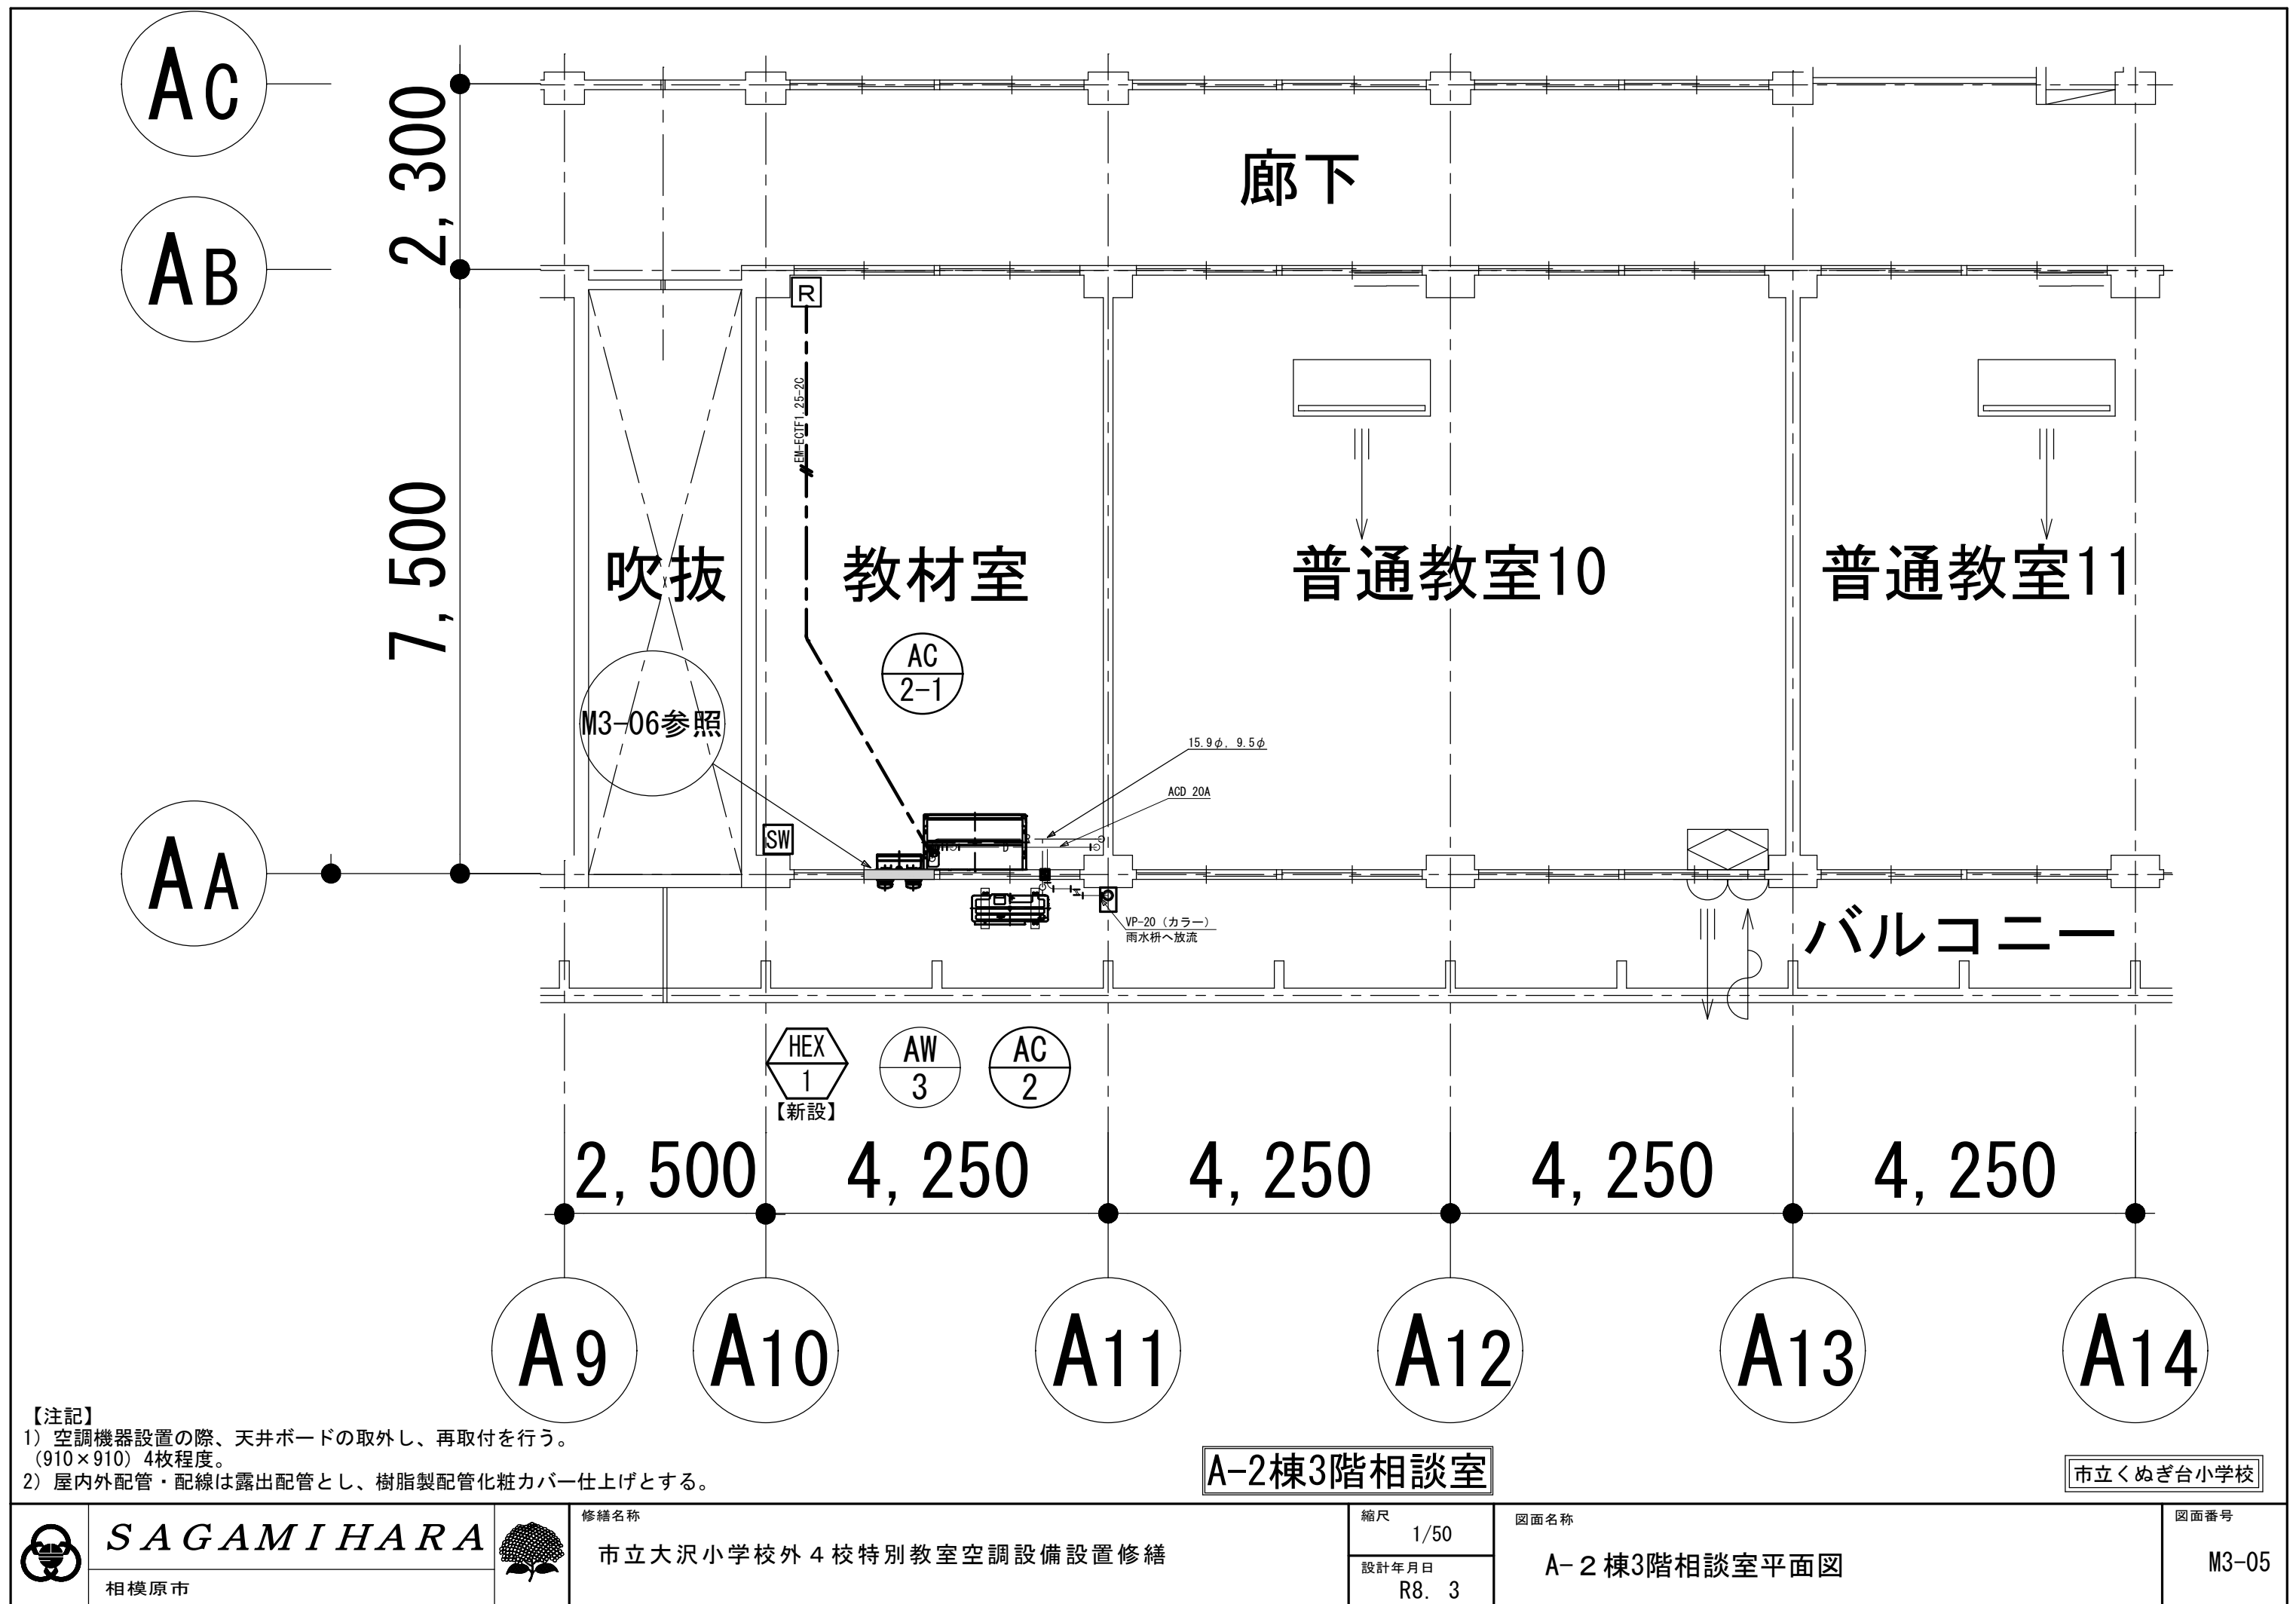 AC
2,300
廊下
AB
R
EM-ECTF1.25-2C
7,500
吹抜
教材室
普通教室10
普通教室11
AC
2-1
M3-06参照
15.9φ, 9.5φ
ACD 20A
SW
D
AA
VP-20（カラー）
雨水枡へ放流
バルコニー
HEX
1
【新設】
AW
3
AC
2
2,500
4,250
4,250
4,250
4,250
A9
A10
A11
A12
A13
A14
【注記】
1）空調機器設置の際、天井ボードの取外し、再取付を行う。
（910×910）4枚程度。
2）屋内外配管・配線は露出配管とし、樹脂製配管化粧カバー仕上げとする。
A-2棟3階相談室
市立くぬぎ台小学校
SAGAMIHARA
相模原市
修繕名称
市立大沢小学校外４校特別教室空調設備設置修繕
縮尺
1/50
設計年月日
R8. 3
図面名称
A-２棟3階相談室平面図
図面番号
M3-05